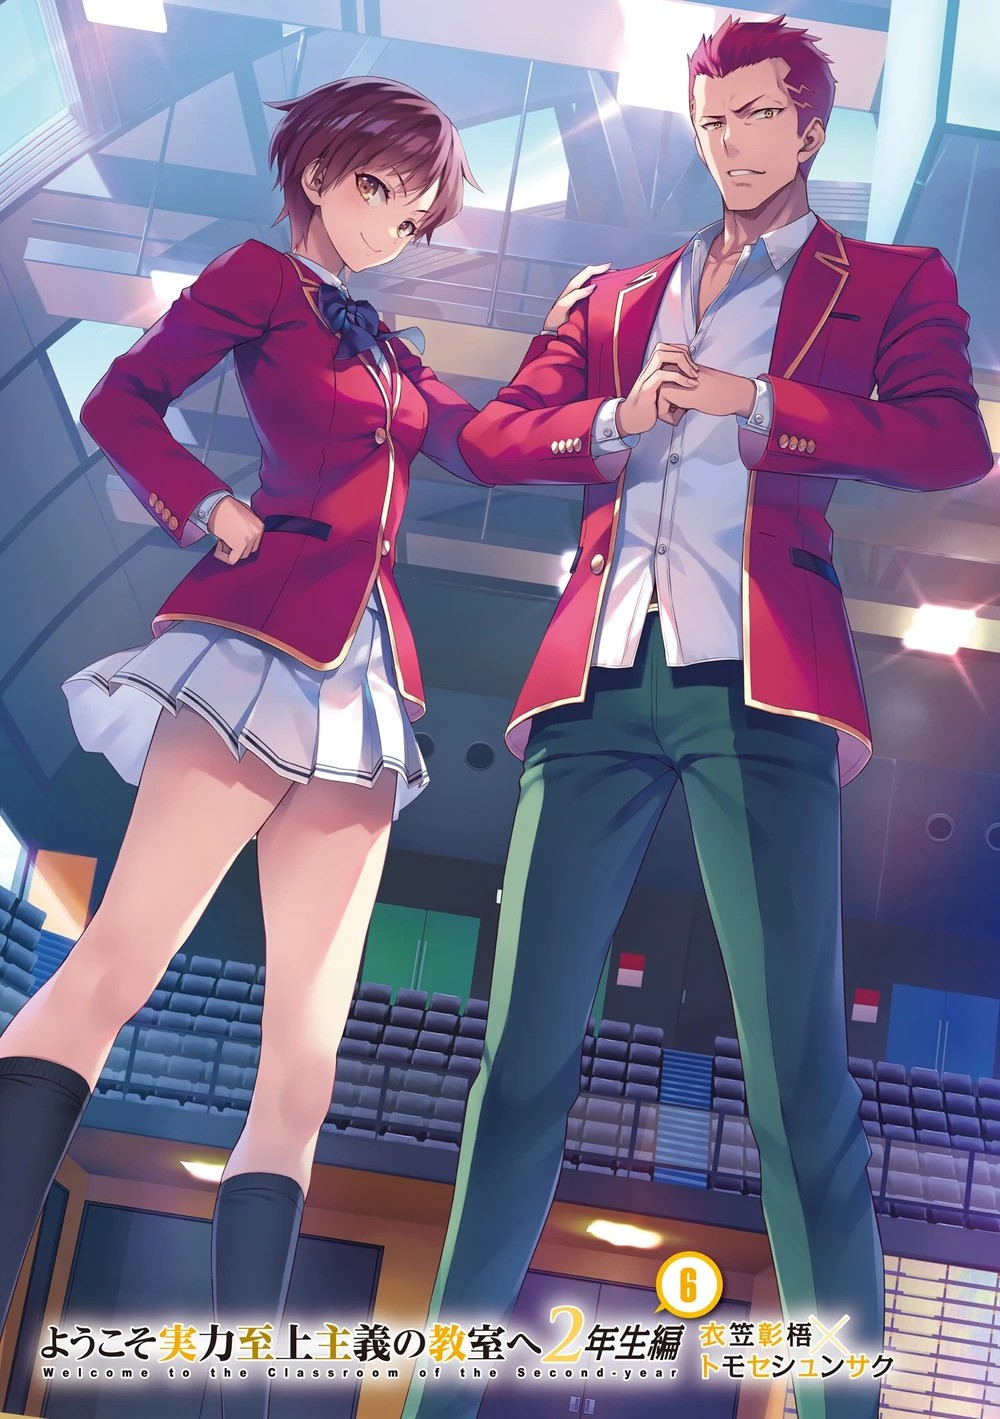 6
ようこそ実力至上主義の教室へ 2年生編
Welcome to the Classroom of the Second-year
衣笠彰梧×
トモセシュンサク